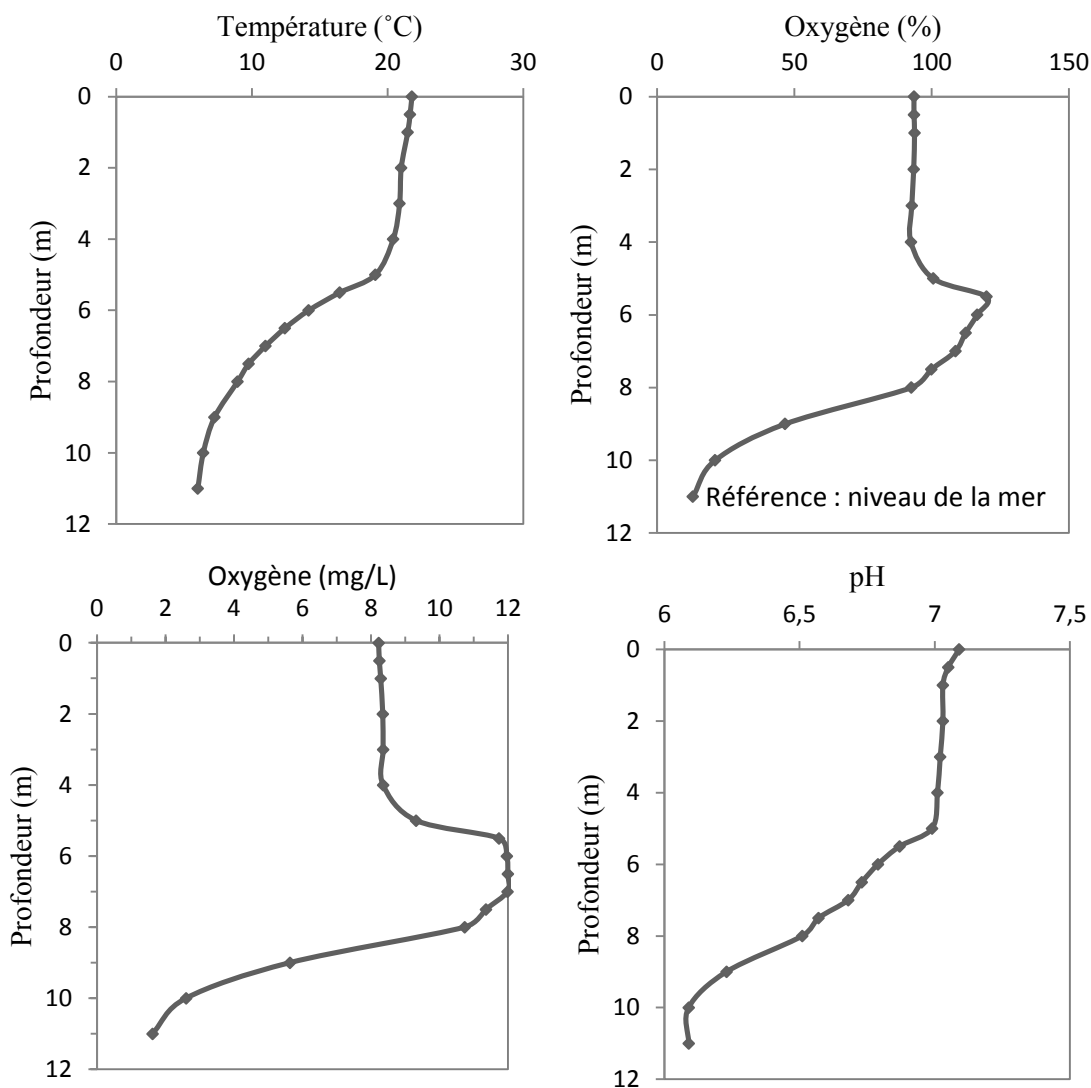 Température (˚C)
0 10 20 30
0
2
4
6
8
10
12
Profondeur (m)
Oxygène (%)
0 50 100 150
0
2
4
6
8
10
12
Profondeur (m)
Référence : niveau de la mer
Oxygène (mg/L)
0 2 4 6 8 10 12
0
2
4
6
8
10
12
Profondeur (m)
pH
6 6,5 7 7,5
0
2
4
6
8
10
12
Profondeur (m)